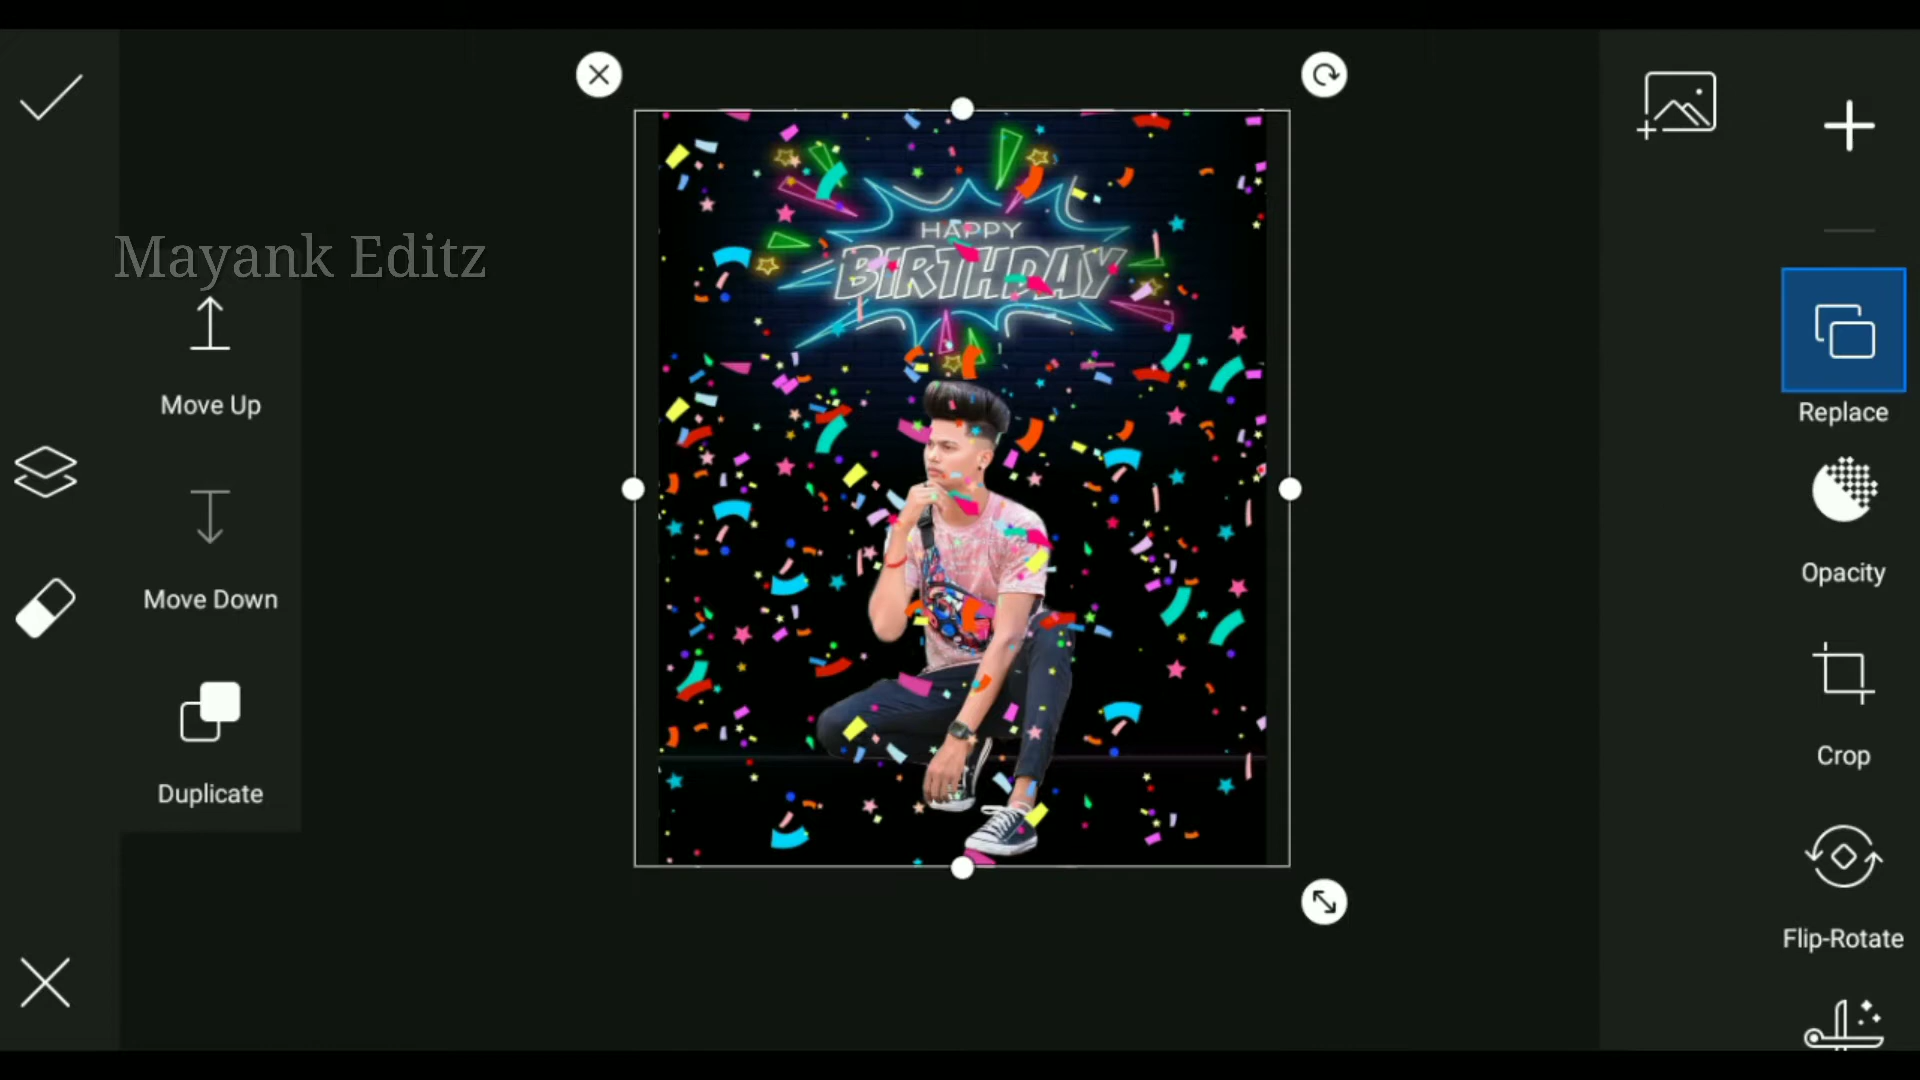 Mayank Editz
Move Up
Move Down
Duplicate
HAPPY
BIRTHDAY
Replace
Opacity
Crop
Flip-Rotate